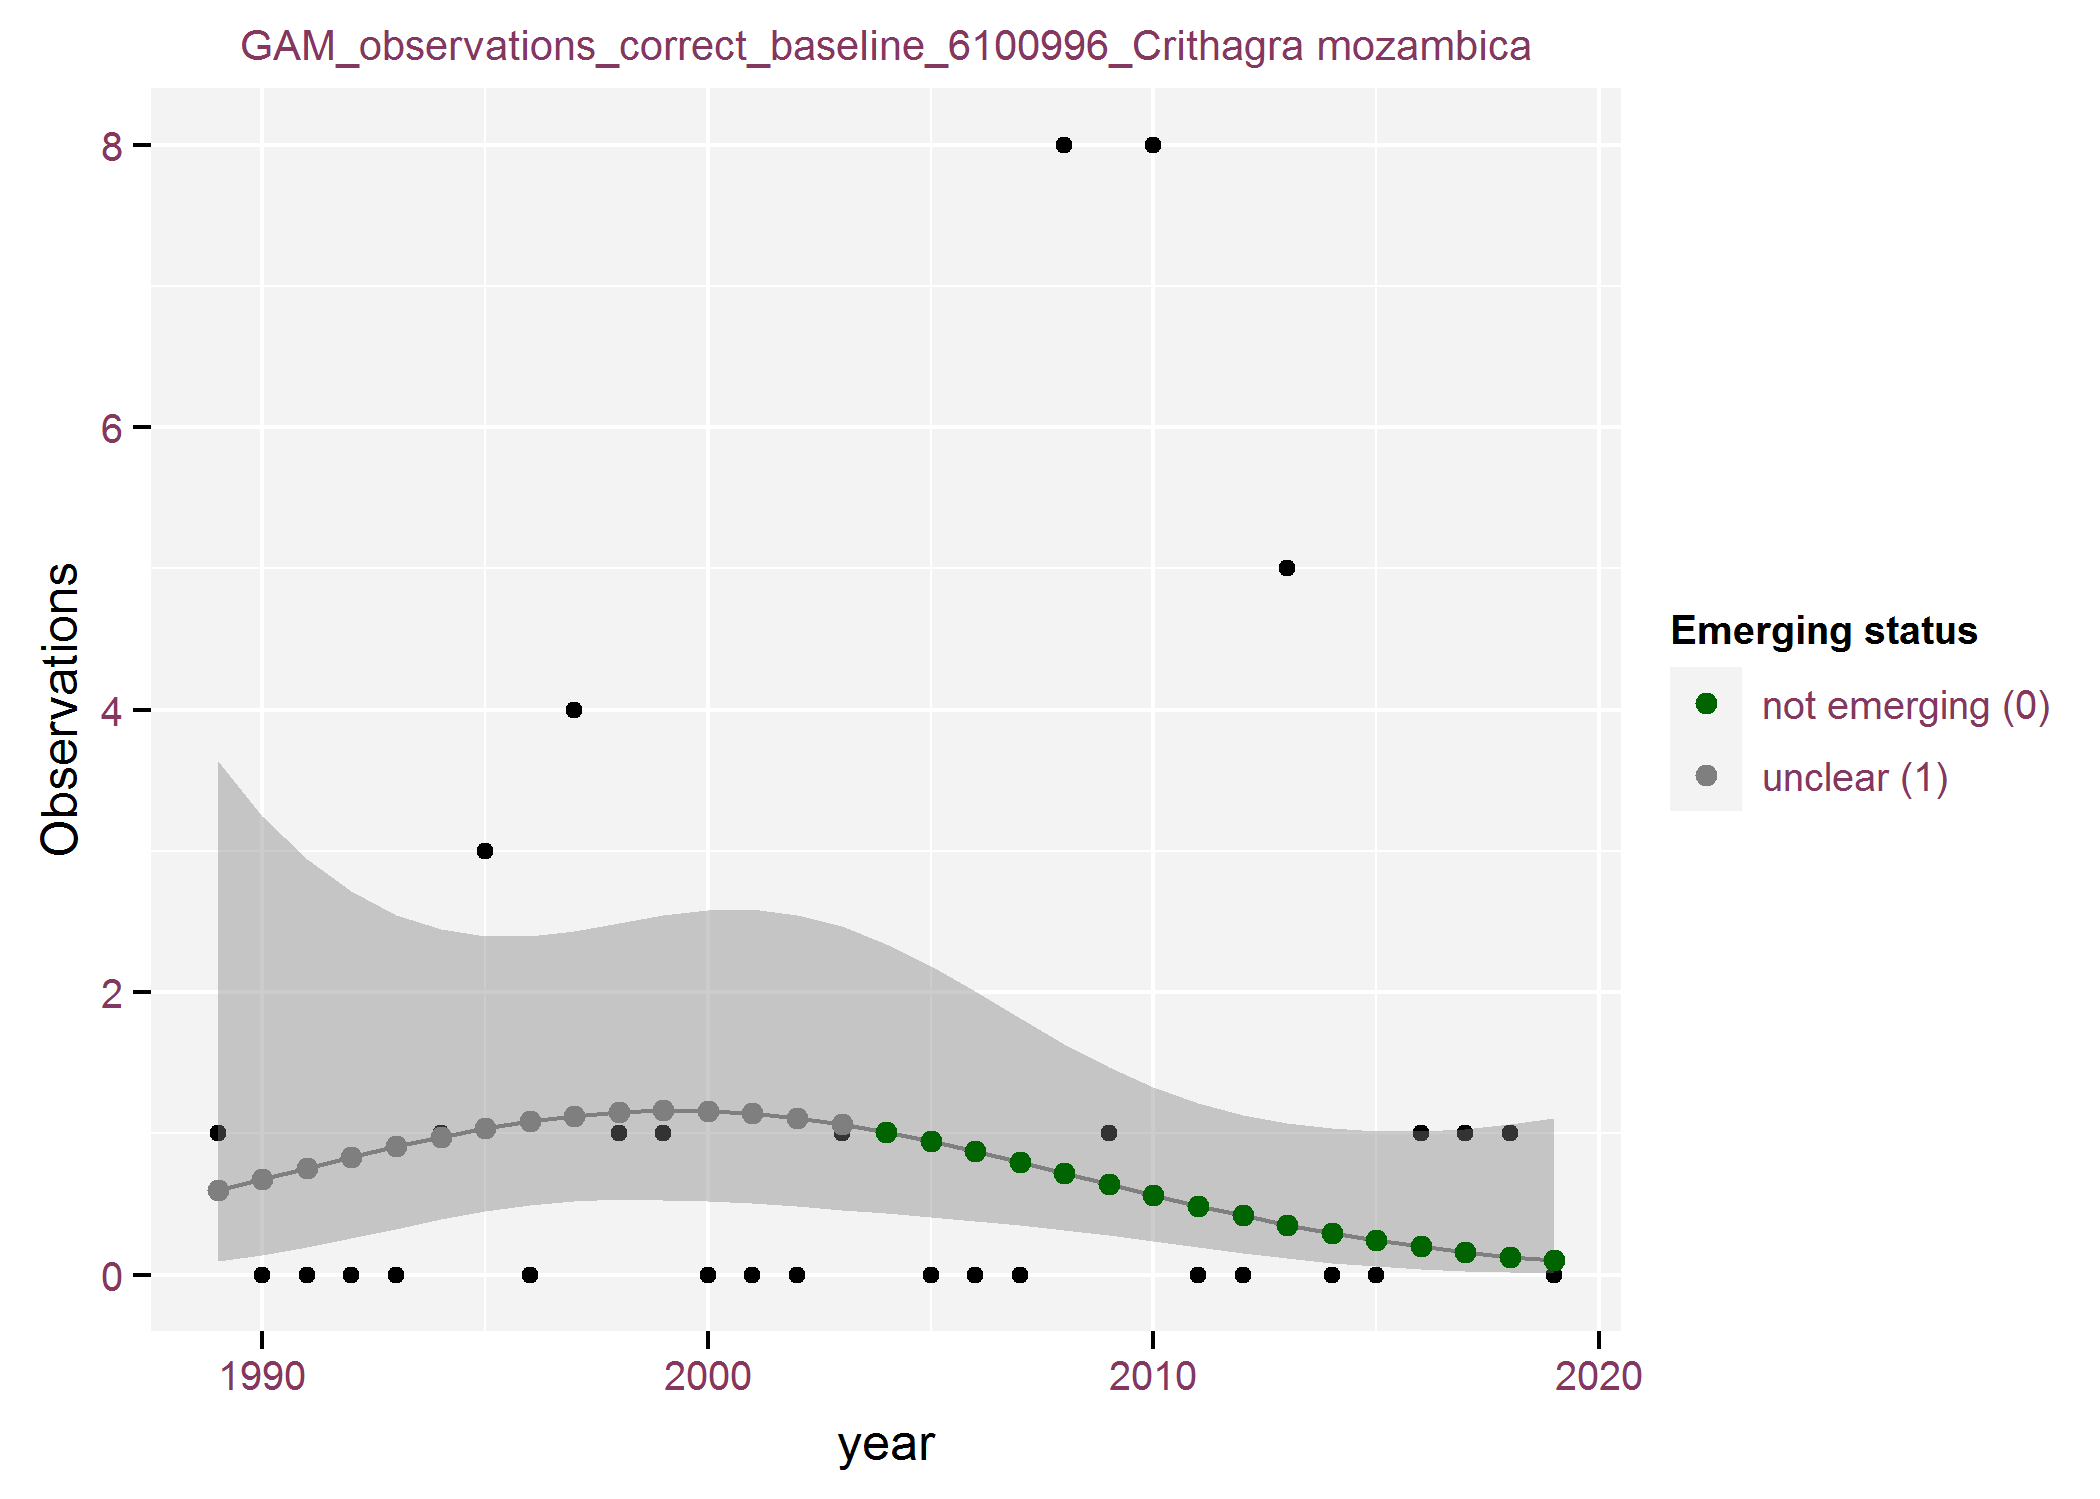 GAM_observations_correct_baseline_6100996_Crithagra mozambica
8
6
4
2
0
Observations
1990 2000 2010 2020
year
Emerging status
not emerging (0)
unclear (1)